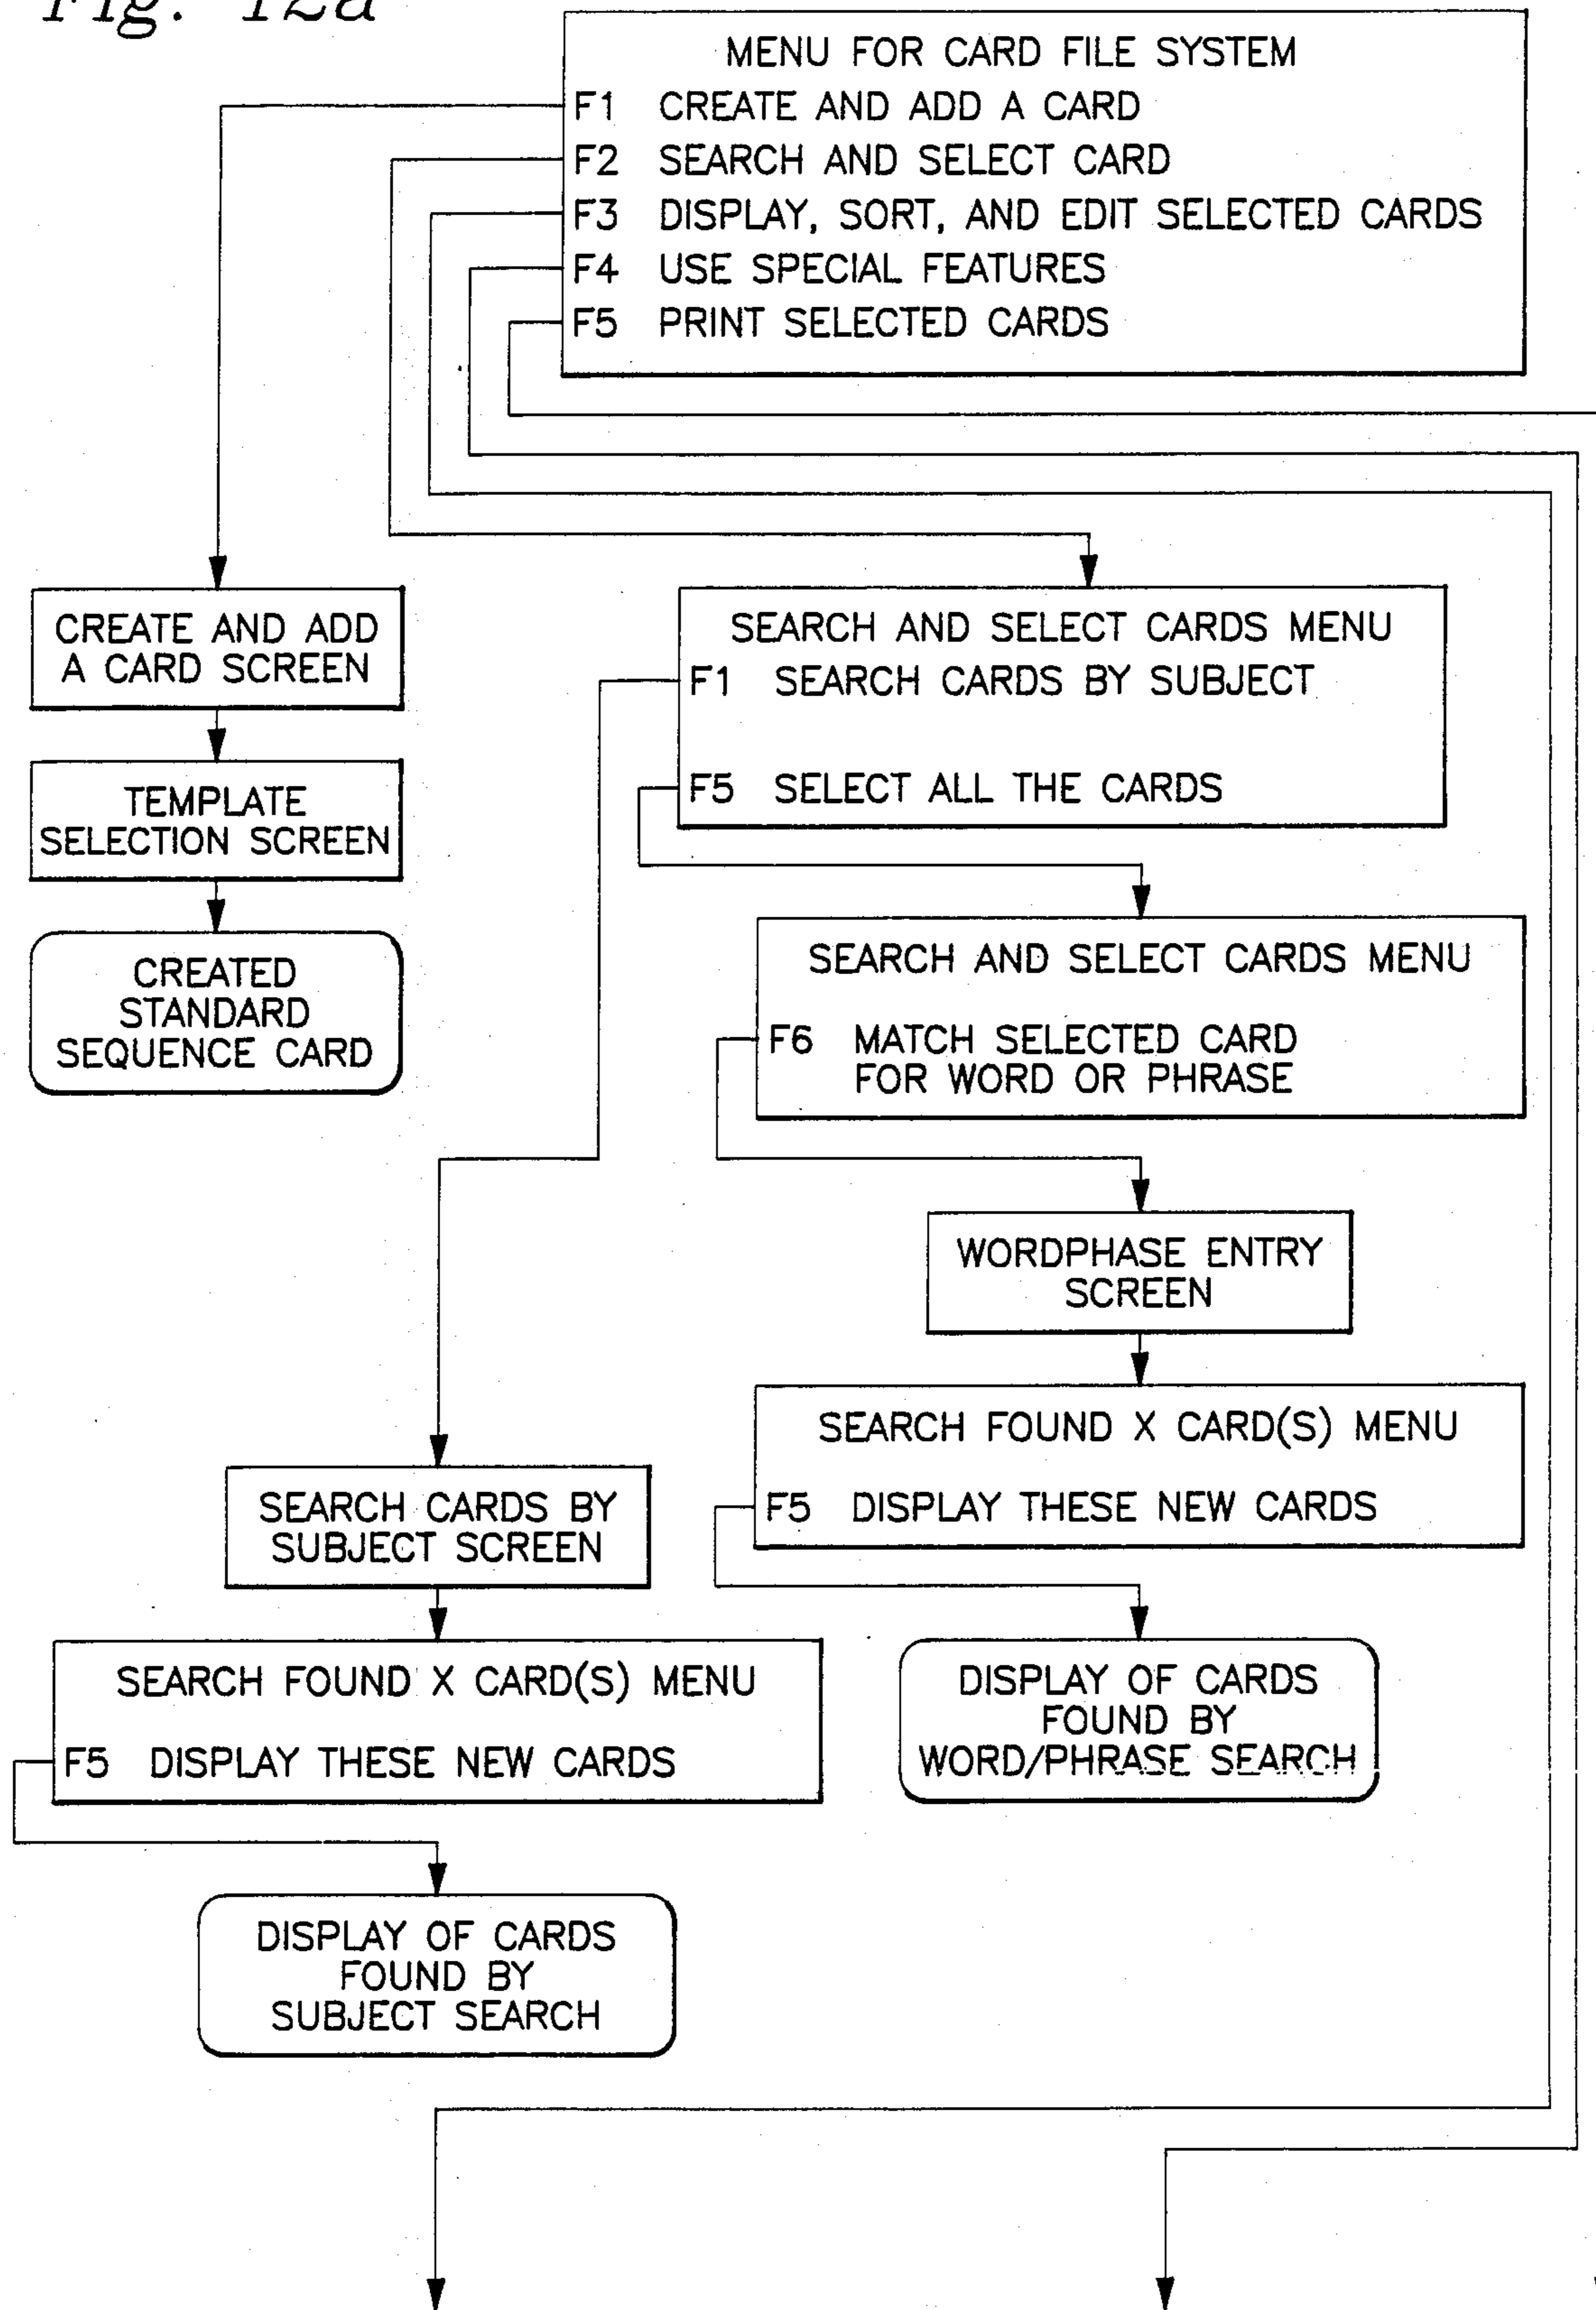 Fig. 12a
MENU FOR CARD FILE SYSTEM
F1 CREATE AND ADD A CARD
F2 SEARCH AND SELECT CARD
F3 DISPLAY, SORT, AND EDIT SELECTED CARDS
F4 USE SPECIAL FEATURES
F5 PRINT SELECTED CARDS
CREATE AND ADD
A CARD SCREEN
TEMPLATE
SELECTION SCREEN
CREATED
STANDARD
SEQUENCE CARD
SEARCH AND SELECT CARDS MENU
F1 SEARCH CARDS BY SUBJECT
F5 SELECT ALL THE CARDS
SEARCH AND SELECT CARDS MENU
F6 MATCH SELECTED CARD
FOR WORD OR PHRASE
WORDPHASE ENTRY
SCREEN
SEARCH FOUND X CARD(S) MENU
F5 DISPLAY THESE NEW CARDS
DISPLAY OF CARDS
FOUND BY
WORD/PHRASE SEARCH
SEARCH CARDS BY
SUBJECT SCREEN
SEARCH FOUND X CARD(S) MENU
F5 DISPLAY THESE NEW CARDS
DISPLAY OF CARDS
FOUND BY
SUBJECT SEARCH